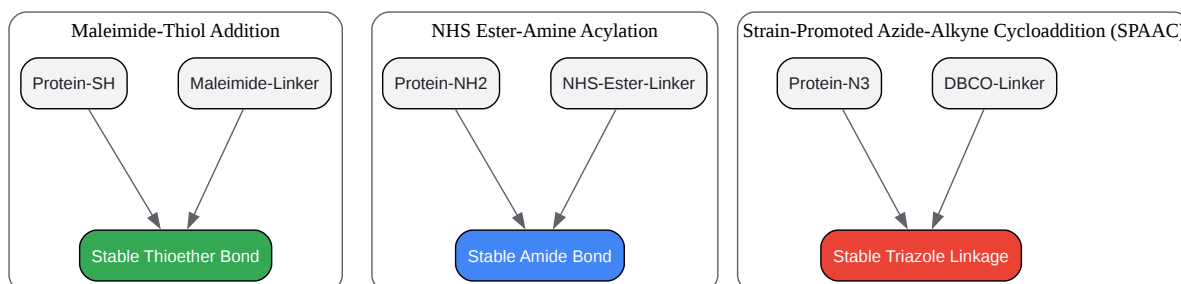 Maleimide-Thiol Addition
Protein-SH
Maleimide-Linker
Stable Thioether Bond
NHS Ester-Amine Acylation
Protein-NH2
NHS-Ester-Linker
Stable Amide Bond
Strain-Promoted Azide-Alkyne Cycloaddition (SPAAC)
Protein-N3
DBCO-Linker
Stable Triazole Linkage